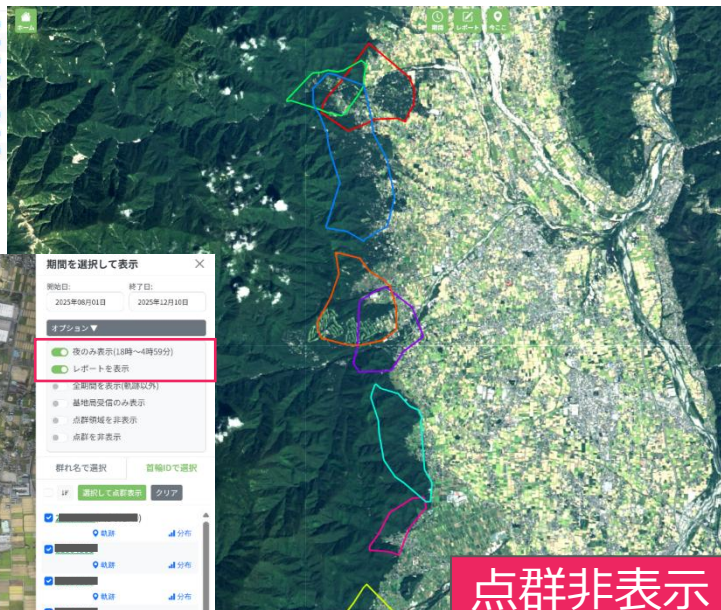 ホーム
期間
レポート
今ここ
期間を選択して表示
開始日:
終了日:
2025年08月01日
2025年12月10日
オプション▼
夜のみ表示(18時〜4時59分)
レポートを表示
全期間を表示(軌跡以外)
基地局受信のみ表示
点群領域を非表示
点群を非表示
群れ名で選択
首輪IDで選択
選択して点群表示
クリア
軌跡
分布
軌跡
分布
軌跡
分布
点群非表示